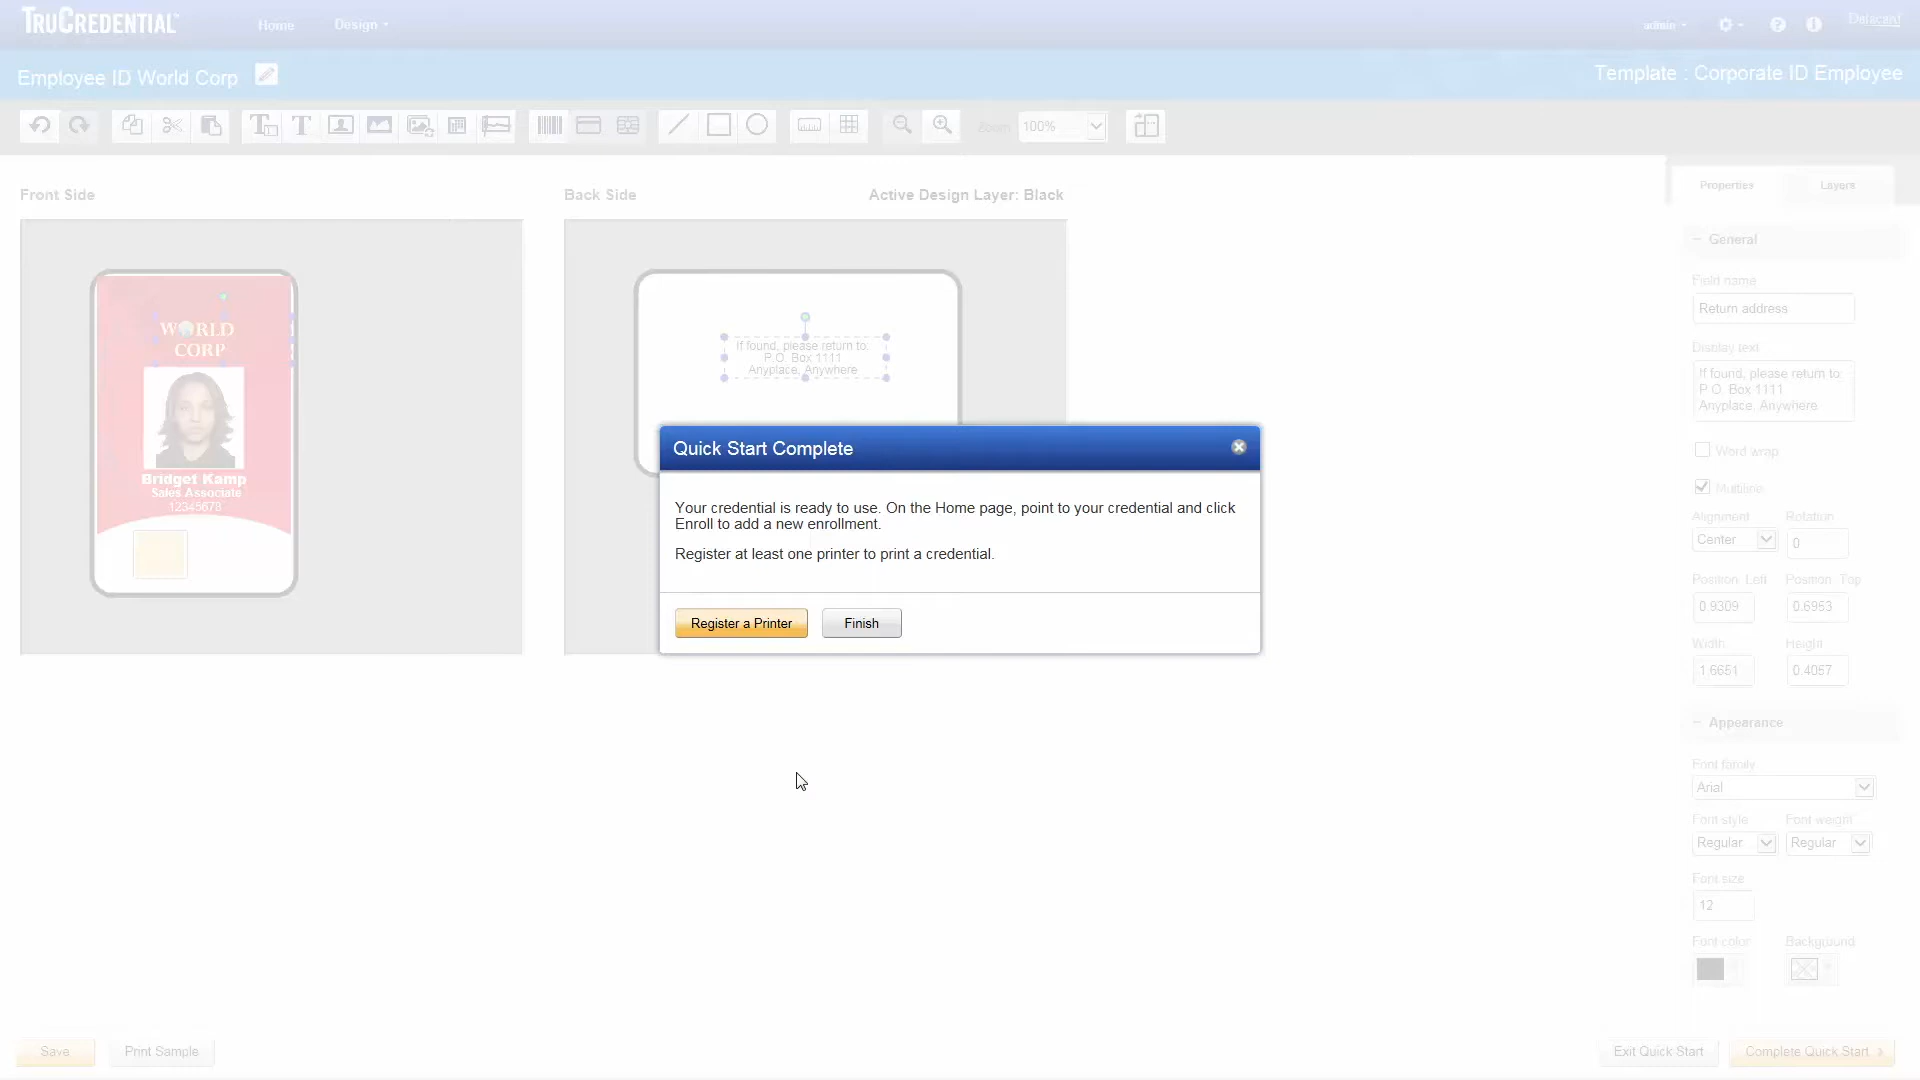 TRUCREDENTIAL
Home
Design
admin
Datacard
Employee ID World Corp
Template : Corporate ID Employee
Zoom
100%
Front Side
Back Side
Active Design Layer: Black
WORLD
CORP
Bridget Kamp
Sales Associate
12345678
If found, please return to:
P.O. Box 1111
Anyplace, Anywhere
Quick Start Complete
Your credential is ready to use. On the Home page, point to your credential and click
Enroll to add a new enrollment.
Register at least one printer to print a credential.
Register a Printer
Finish
Properties
Layers
General
Field name
Return address
Display text
If found, please return to:
P.O. Box 1111
Anyplace, Anywhere
Word wrap
Multiline
Alignment
Rotation
Center
0
Position: Left
Position: Top
0.9309
0.6953
Width
Height
1.6651
0.4057
Appearance
Font family
Arial
Font style
Font weight
Regular
Regular
Font size
12
Font color
Background
Save
Print Sample
Exit Quick Start
Complete Quick Start